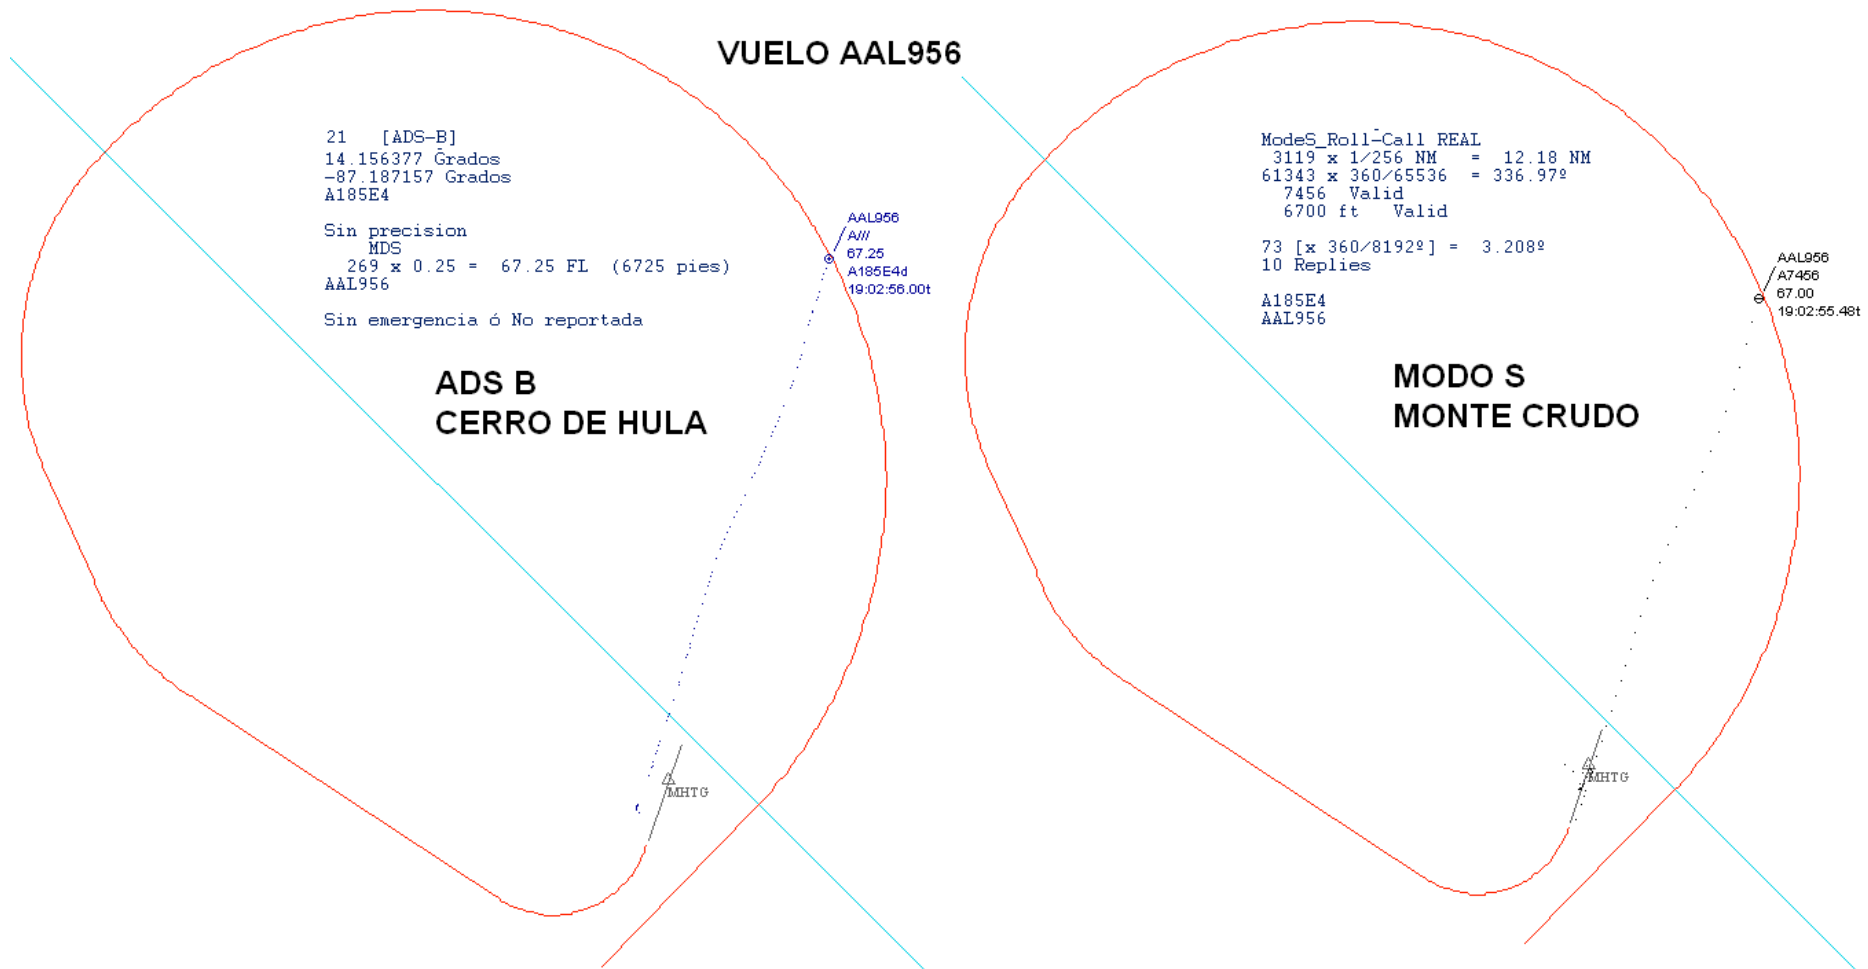 VUELO AAL956
21   [ADS-B]
14.156377 Grados
-87.187157 Grados
A185E4
Sin precision
MDS
269 x 0.25 =  67.25 FL  (6725 pies)
AAL956
Sin emergencia ó No reportada
AAL956
A///
67.25
A185E4d
19:02:56.00t
ADS B
CERRO DE HULA
MHTG
ModeS_Roll-Call REAL
3119 x 1/256 NM   =  12.18 NM
61343 x 360/65536  = 336.97º
7456  Valid
6700 ft   Valid
73 [x 360/8192º] =  3.208º
10 Replies
A185E4
AAL956
AAL956
A7456
67.00
19:02:55.48t
MODO S
MONTE CRUDO
MHTG